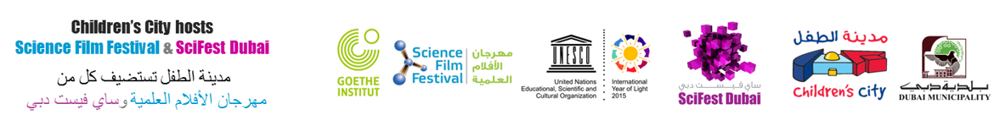 Children's City hosts
Science Film Festival & SciFest Dubai
مدينة الطفل تستضيف كل من
مهرجان الأفلام العلمية وساي فيست دبي
GOETHE
INSTITUT
Science
Film
Festival
مهرجان
الأفلام
العلمية
UNESCO
United Nations
Educational, Scientific and
Cultural Organization
International
Year of Light
2015
ساي فيست دبي
SciFest Dubai
مدينة الطفل
Children's City
بلدية دبي
DUBAI MUNICIPALITY